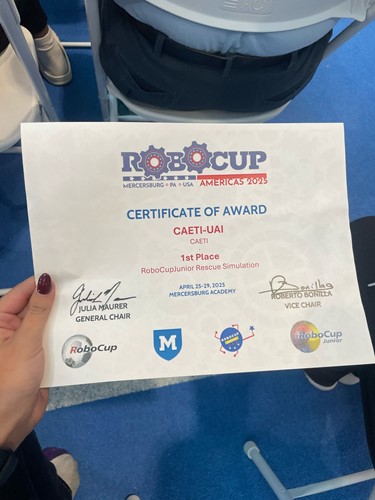 ROBOCUP
MERCERSBURG • PA • USA AMERICAS 2025
CERTIFICATE OF AWARD
CAETI-UAI
CAETI
1st Place
RoboCupJunior Rescue Simulation
APRIL 25-29, 2025
MERCERSBURG ACADEMY
JULIA MAURER
GENERAL CHAIR
Bonilla
ROBERTO BONILLA
VICE CHAIR
RoboCup
M
RoboCup
Junior